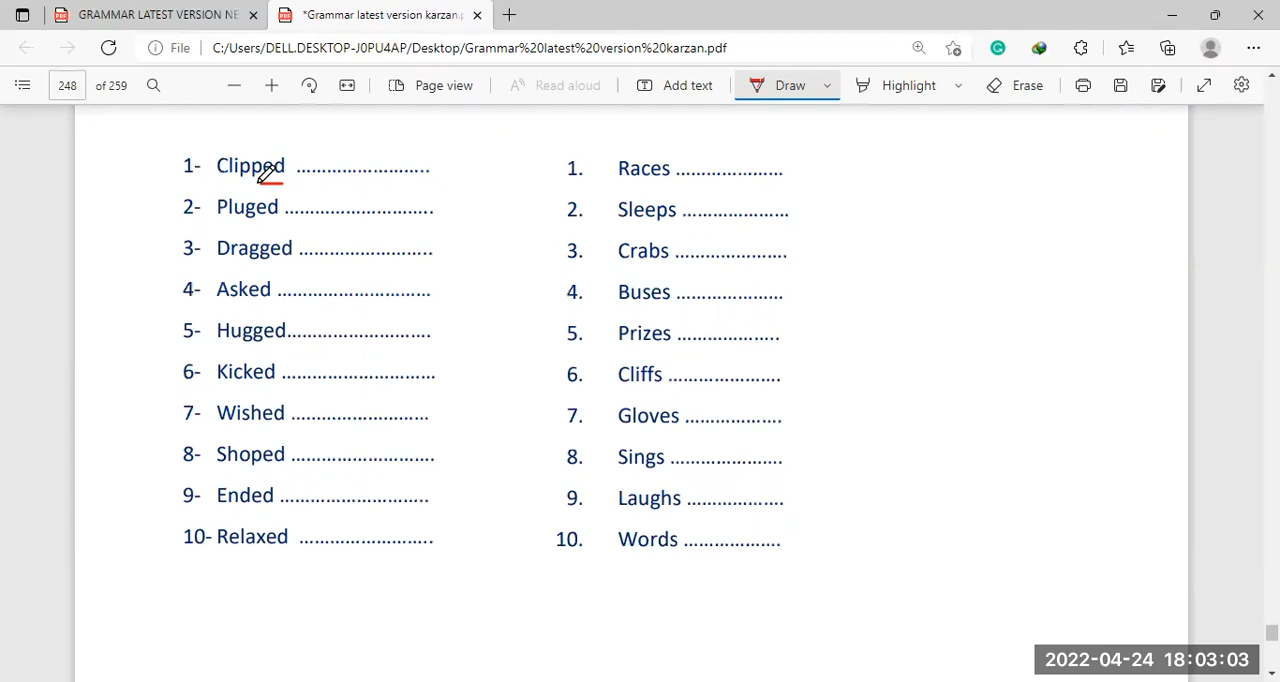 GRAMMAR LATEST VERSION NE
*Grammar latest version karzan.p
File C:/Users/DELL.DESKTOP-J0PU4AP/Desktop/Grammar%20latest%20version%20karzan.pdf
248 of 259 Page view Read aloud Add text Draw Highlight Erase
1- Clipped ..........................
2- Pluged .............................
3- Dragged ..........................
4- Asked ..............................
5- Hugged............................
6- Kicked ..............................
7- Wished ...........................
8- Shoped ............................
9- Ended .............................
10- Relaxed ..........................
1. Races .....................
2. Sleeps .....................
3. Crabs ......................
4. Buses .....................
5. Prizes ....................
6. Cliffs ......................
7. Gloves ...................
8. Sings ......................
9. Laughs ...................
10. Words ...................
2022-04-24 18:03:03